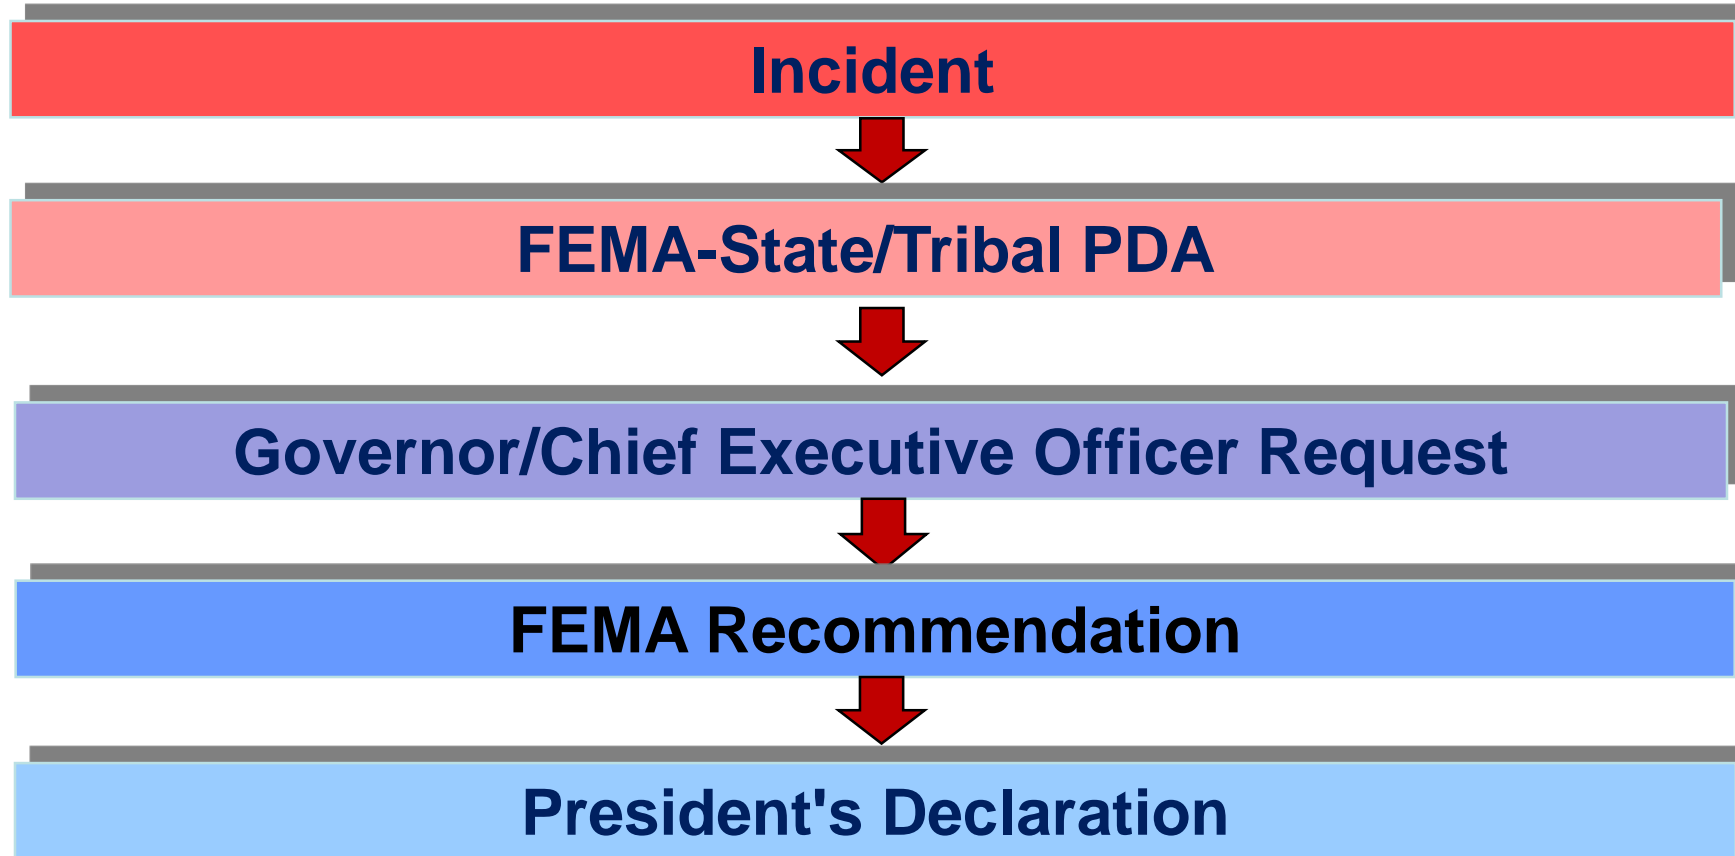 Incident
FEMA-State/Tribal PDA
Governor/Chief Executive Officer Request
FEMA Recommendation
President's Declaration